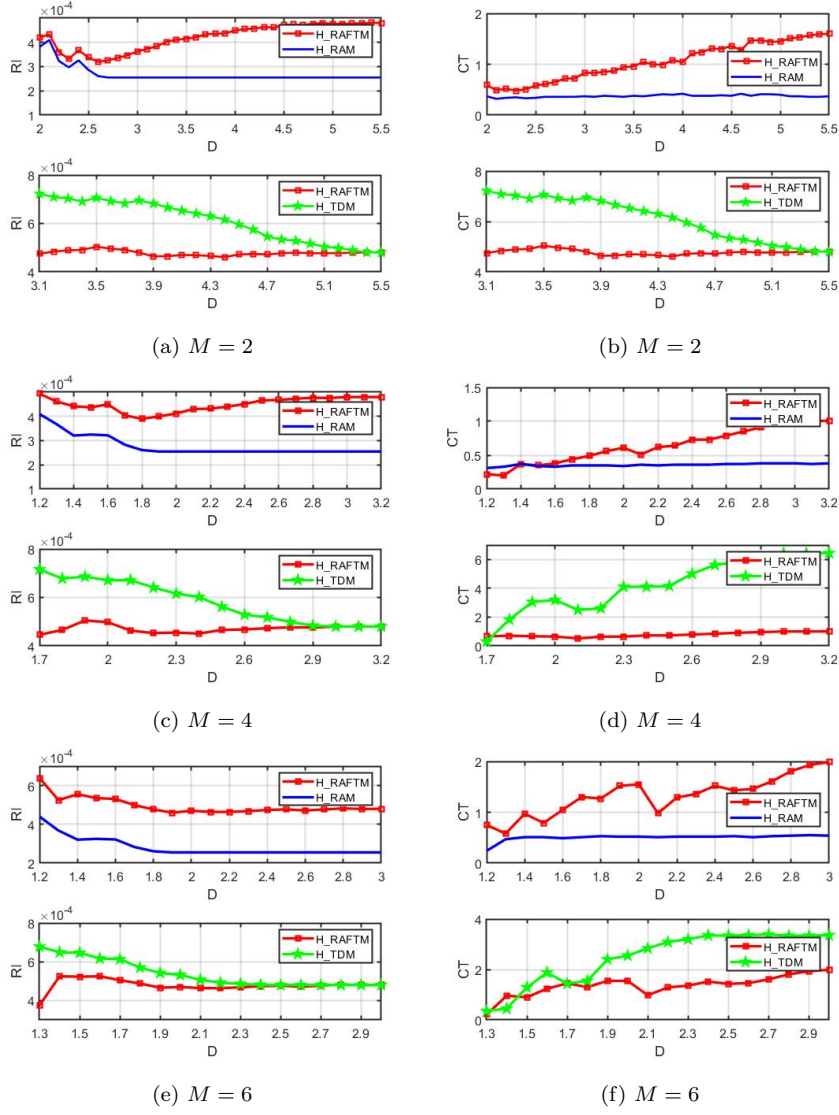 ×10⁻⁴
5
4
3
2
1
RI
H_RAFTM
H_RAM
2 2.5 3 3.5 4 4.5 5 5.5
D
2
1
0
CT
H_RAFTM
H_RAM
2 2.5 3 3.5 4 4.5 5 5.5
D
×10⁻⁴
8
6
4
RI
H_RAFTM
H_TDM
3.1 3.5 3.9 4.3 4.7 5.1 5.5
D
8
6
4
CT
H_RAFTM
H_TDM
3.1 3.5 3.9 4.3 4.7 5.1 5.5
D
(a) M = 2
(b) M = 2
×10⁻⁴
5
4
3
2
1
RI
H_RAFTM
H_RAM
1.2 1.4 1.6 1.8 2 2.2 2.4 2.6 2.8 3 3.2
D
1.5
1
0.5
0
CT
H_RAFTM
H_RAM
1.2 1.4 1.6 1.8 2 2.2 2.4 2.6 2.8 3 3.2
D
×10⁻⁴
8
6
4
RI
H_RAFTM
H_TDM
1.7 2 2.3 2.6 2.9 3.2
D
6
4
2
0
CT
H_RAFTM
H_TDM
1.7 2 2.3 2.6 2.9 3.2
D
(c) M = 4
(d) M = 4
×10⁻⁴
6
4
2
RI
H_RAFTM
H_RAM
1.2 1.4 1.6 1.8 2 2.2 2.4 2.6 2.8 3
D
2
1
0
CT
H_RAFTM
H_RAM
1.2 1.4 1.6 1.8 2 2.2 2.4 2.6 2.8 3
D
×10⁻⁴
8
6
4
RI
H_RAFTM
H_TDM
1.3 1.5 1.7 1.9 2.1 2.3 2.5 2.7 2.9
D
4
2
0
CT
H_RAFTM
H_TDM
1.3 1.5 1.7 1.9 2.1 2.3 2.5 2.7 2.9
D
(e) M = 6
(f) M = 6